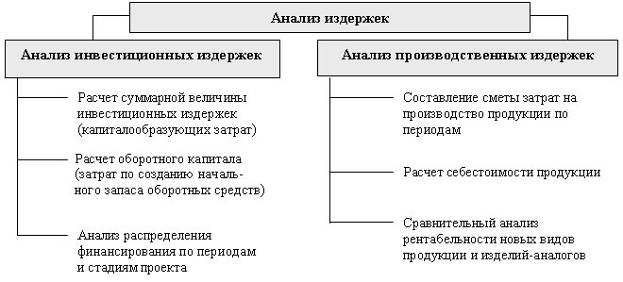 Анализ издержек
Анализ инвестиционных издержек
Расчет суммарной величины
инвестиционных издержек
(капиталообразующих затрат)
Расчет оборотного капитала
(затрат по созданию началь-
ного запаса оборотных средств)
Анализ распределения
финансирования по периодам
и стадиям проекта
Анализ производственных издержек
Составление сметы затрат на
производство продукции по
периодам
Расчет себестоимости продукции
Сравнительный анализ
рентабельности новых видов
продукции и изделий-аналогов